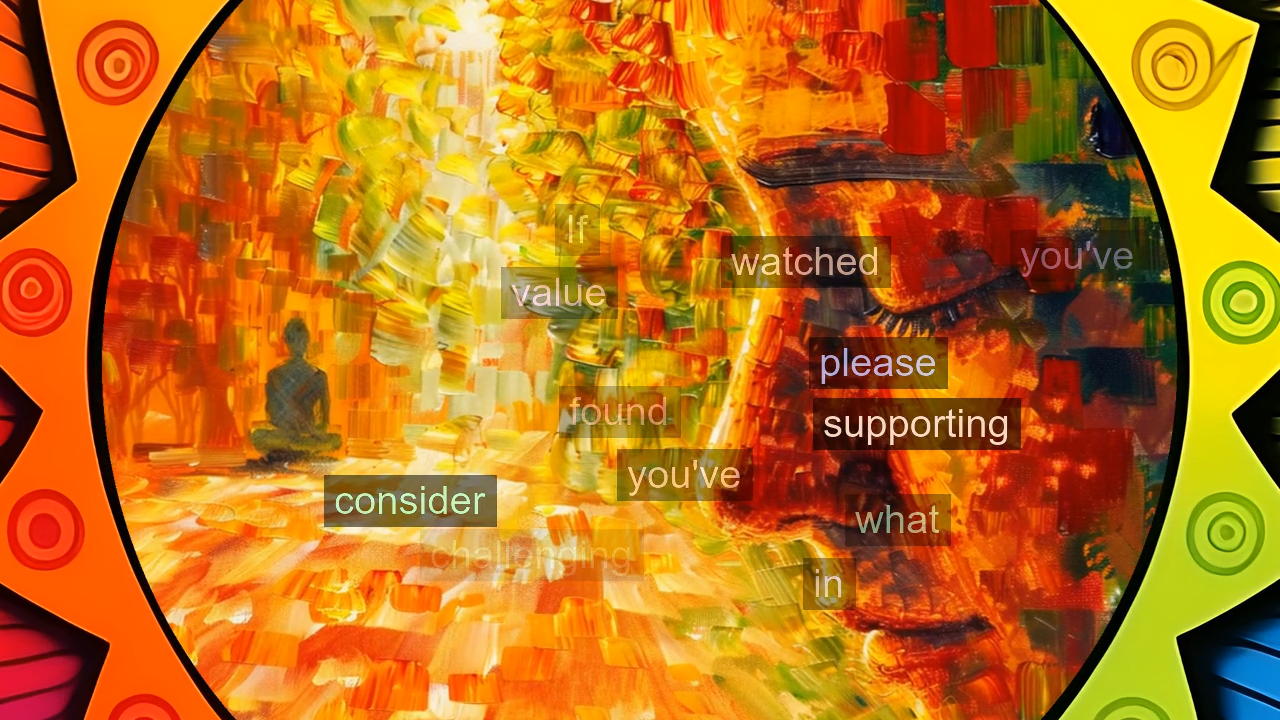 If
watched
you've
value
please
found
supporting
you've
consider
what
challenging
in